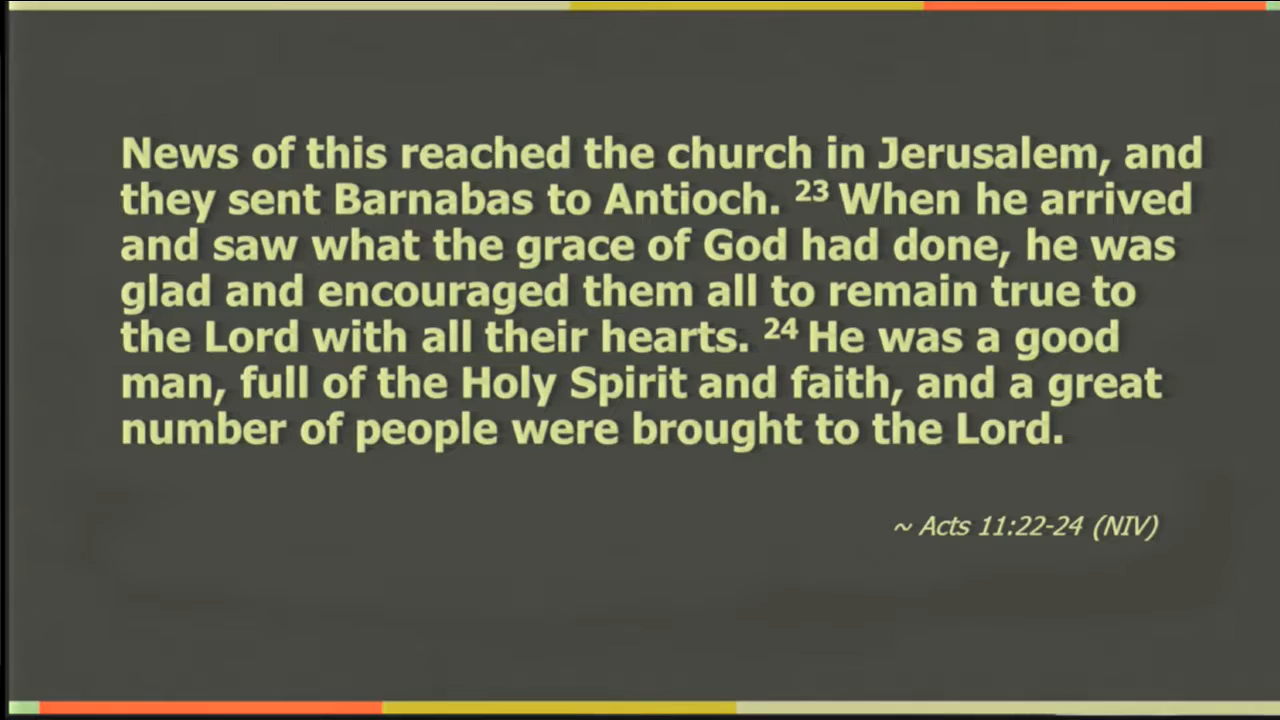 News of this reached the church in Jerusalem, and
they sent Barnabas to Antioch. 23 When he arrived
and saw what the grace of God had done, he was
glad and encouraged them all to remain true to
the Lord with all their hearts. 24 He was a good
man, full of the Holy Spirit and faith, and a great
number of people were brought to the Lord.
~ Acts 11:22-24 (NIV)